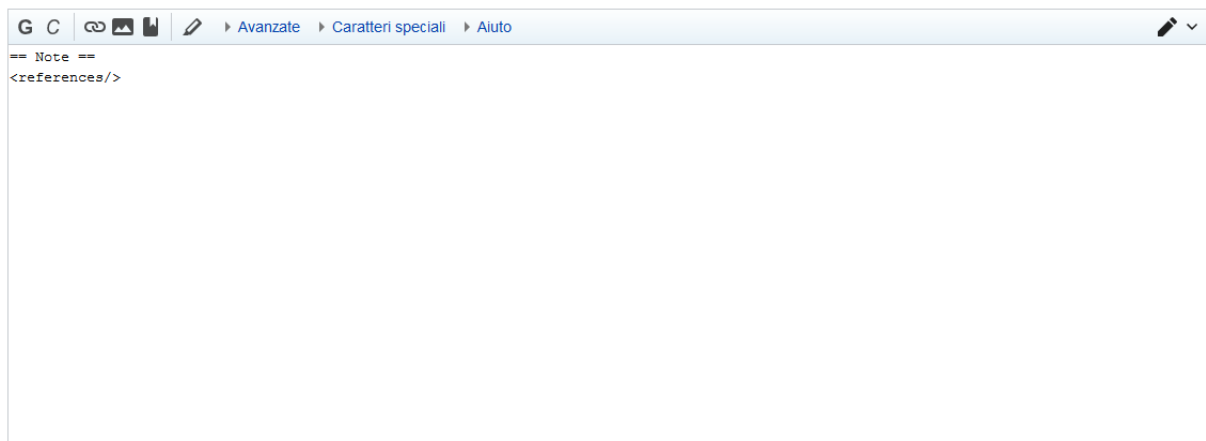 G C Avanzate Caratteri speciali Aiuto
== Note ==
<references/>